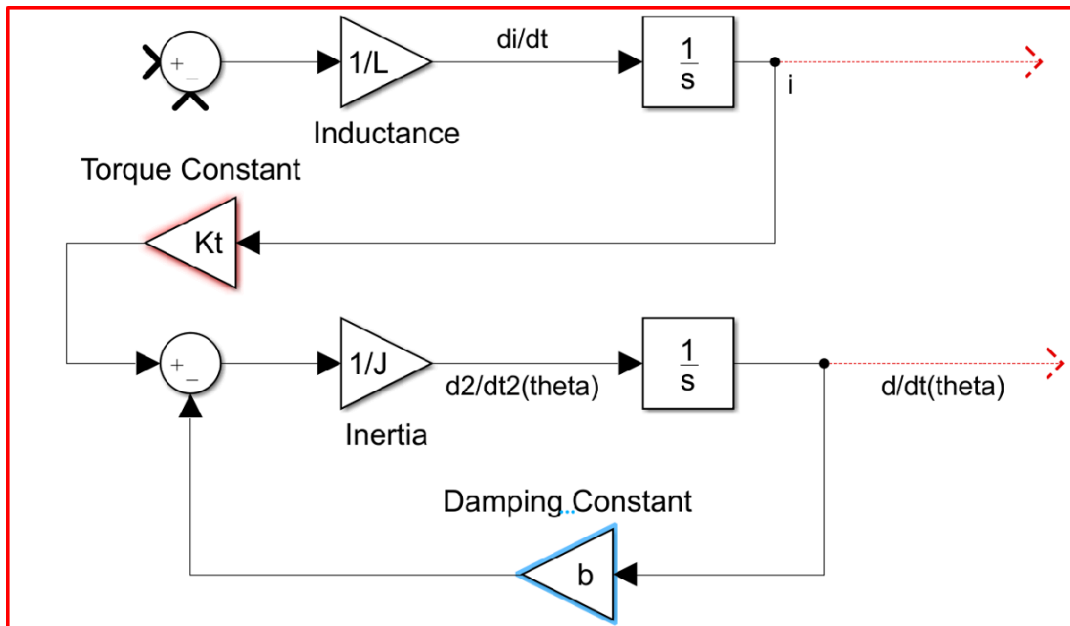 +
_
1/L
di/dt
1
s
i
Inductance
Torque Constant
Kt
+
_
1/J
d2/dt2(theta)
1
s
d/dt(theta)
Inertia
Damping Constant
b